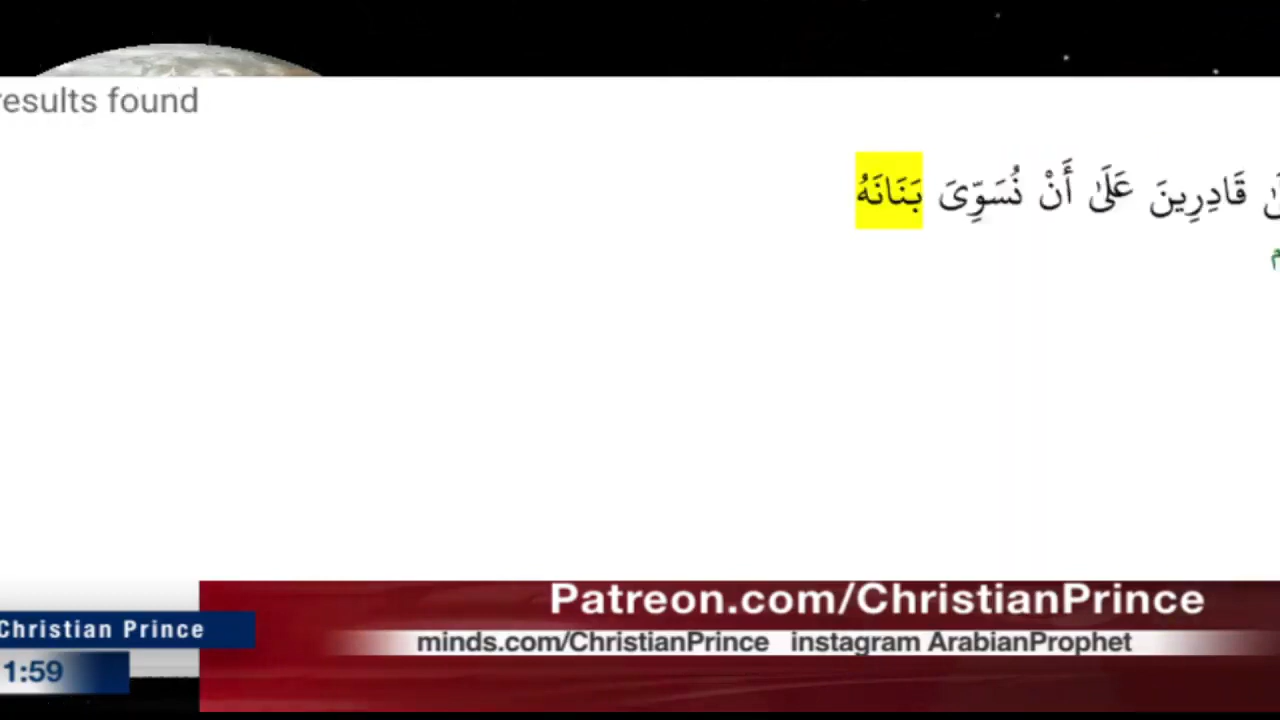 results found
قَادِرِينَ عَلَىٰ أَنْ نُسَوِّيَ بَنَانَهُ
Patreon.com/ChristianPrince
Christian Prince
minds.com/ChristianPrince instagram ArabianProphet
1:59